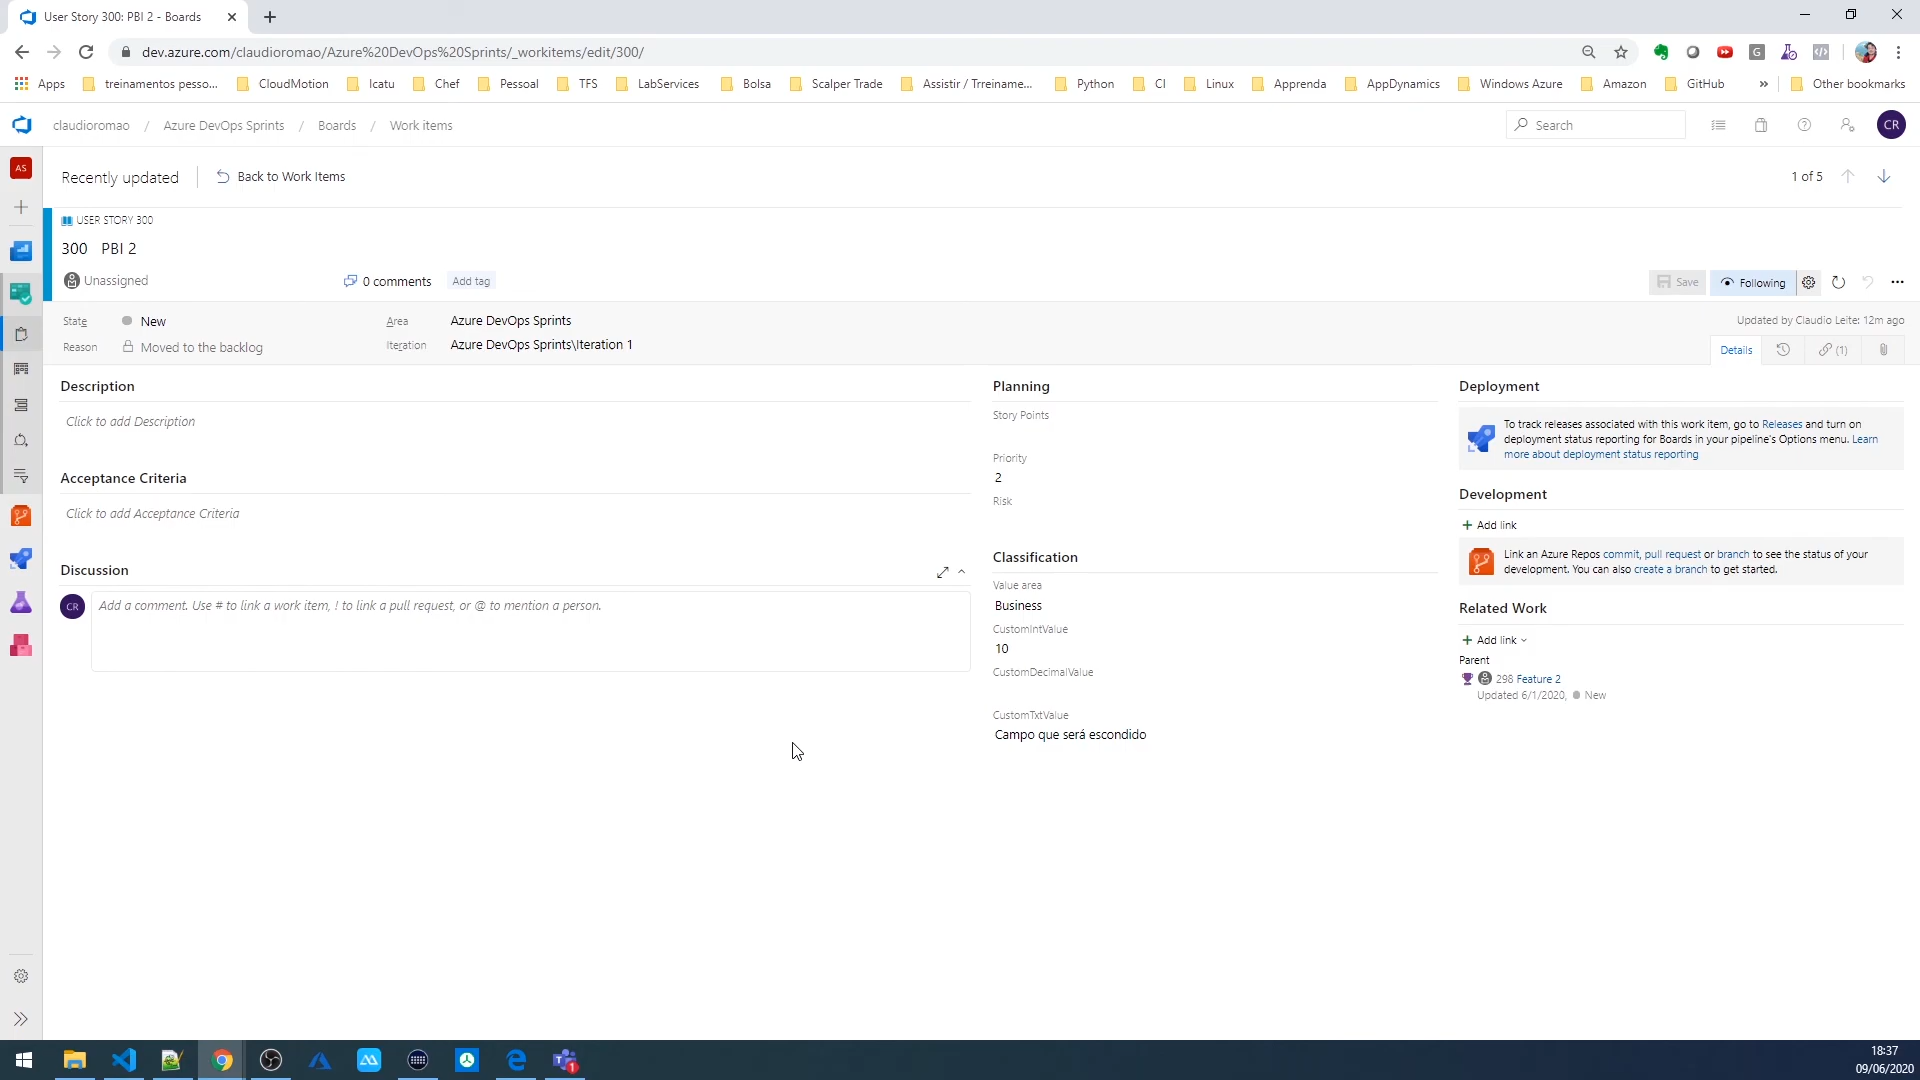 User Story 300: PBI 2 - Boards
dev.azure.com/claudioromao/Azure%20DevOps%20Sprints/_workitems/edit/300/
G
Apps
treinamentos pesso...
CloudMotion
Icatu
Chef
Pessoal
TFS
LabServices
Bolsa
Scalper Trade
Assistir / Trreiname...
Python
CI
Linux
Apprenda
AppDynamics
Windows Azure
Amazon
GitHub
»
Other bookmarks
claudioromao / Azure DevOps Sprints / Boards / Work items
Search
CR
AS
Recently updated
Back to Work Items
1 of 5
USER STORY 300
300 PBI 2
Unassigned
0 comments
Add tag
Save
Following
State
New
Area
Azure DevOps Sprints
Updated by Claudio Leite: 12m ago
Reason
Moved to the backlog
Iteration
Azure DevOps Sprints\Iteration 1
Details
(1)
Description
Click to add Description
Acceptance Criteria
Click to add Acceptance Criteria
Discussion
CR
Add a comment. Use # to link a work item, ! to link a pull request, or @ to mention a person.
Planning
Story Points
Priority
2
Risk
Classification
Value area
Business
CustomIntValue
10
CustomDecimalValue
CustomTxtValue
Campo que será escondido
Deployment
To track releases associated with this work item, go to Releases and turn on
deployment status reporting for Boards in your pipeline's Options menu. Learn
more about deployment status reporting
Development
+ Add link
Link an Azure Repos commit, pull request or branch to see the status of your
development. You can also create a branch to get started.
Related Work
+ Add link
Parent
298 Feature 2
Updated 6/1/2020, New
1
18:37
09/06/2020